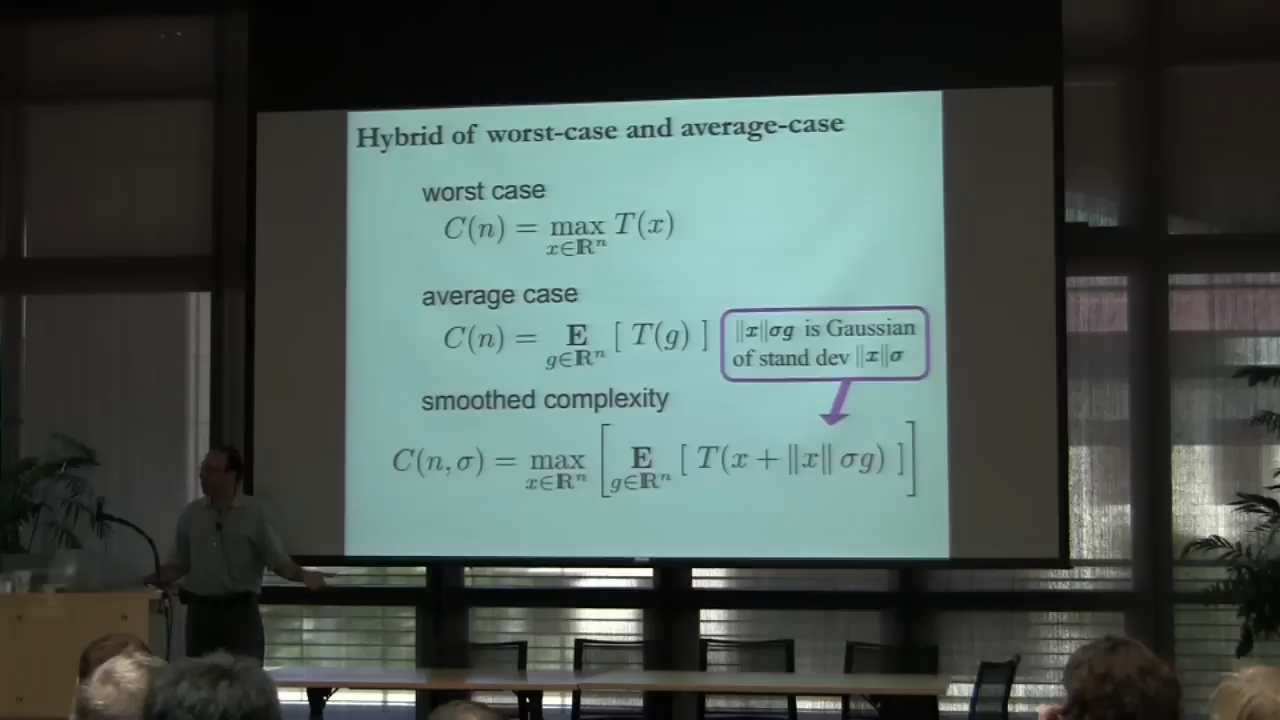 Hybrid of worst-case and average-case
worst case
C(n) = max T(x)
x∈ℝⁿ
average case
C(n) = E [ T(g) ]
g∈ℝⁿ
‖x‖σg is Gaussian
of stand dev ‖x‖σ
smoothed complexity
C(n, σ) = max [ E [ T(x + ‖x‖ σg) ] ]
x∈ℝⁿ g∈ℝⁿ